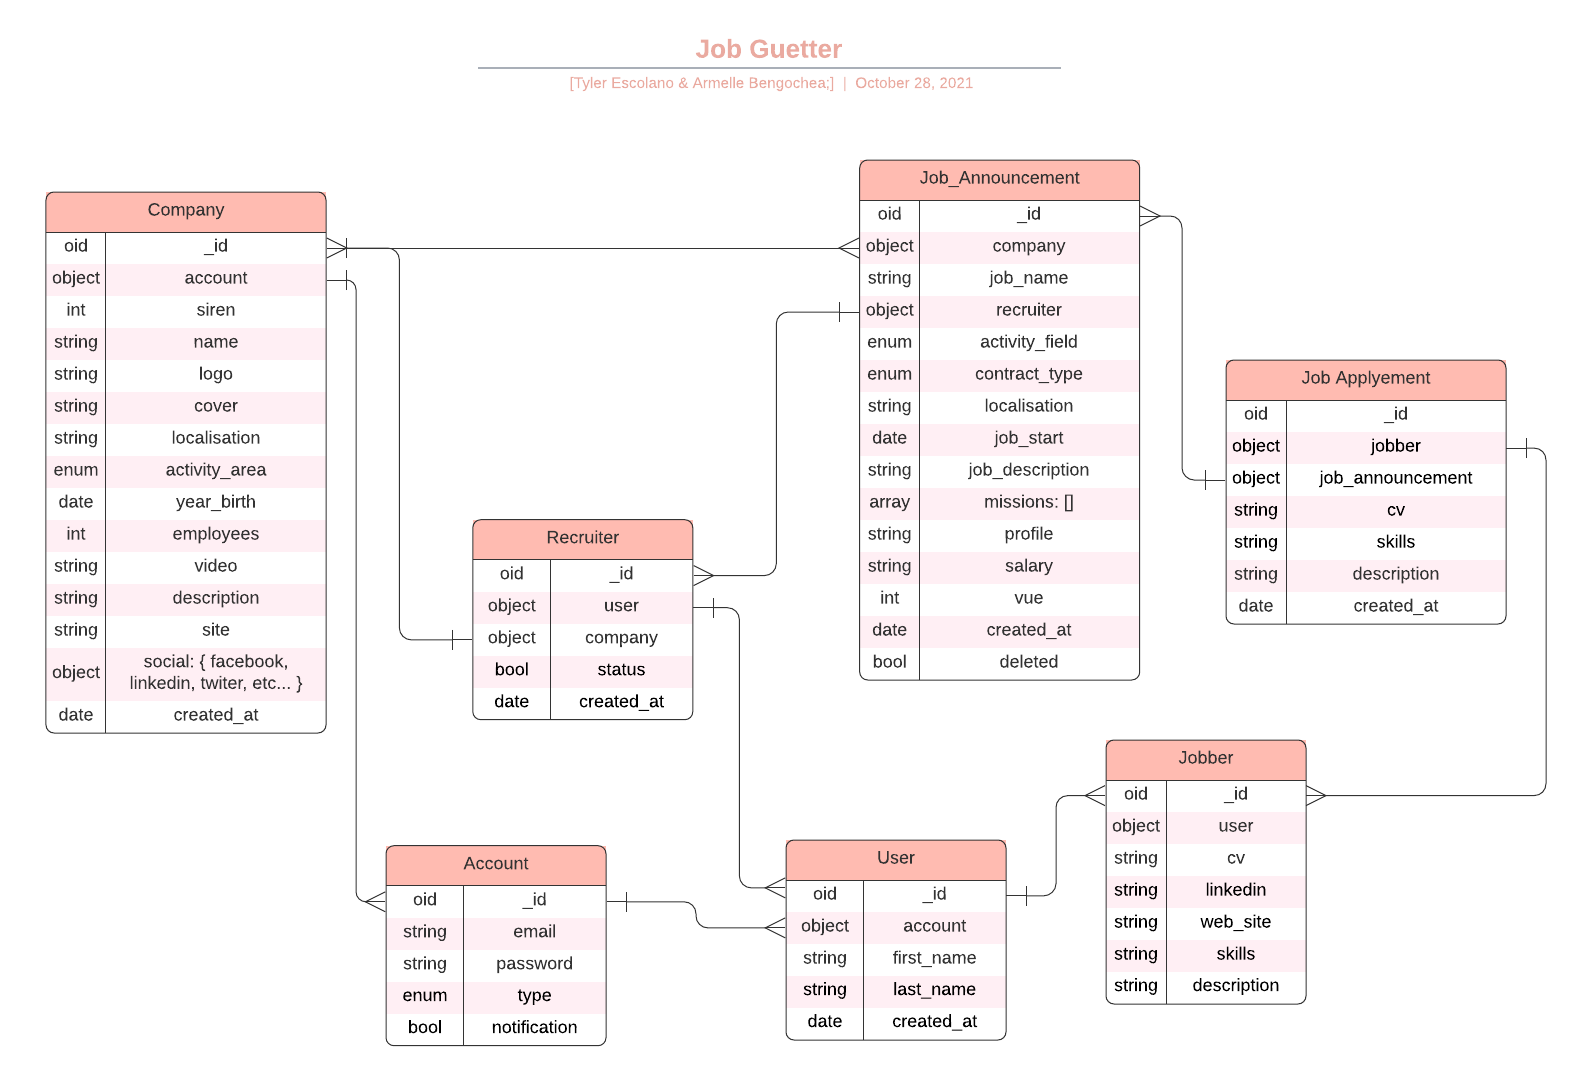 Job Guetter
[Tyler Escolano & Armelle Bengochea;] | October 28, 2021
Company
oid _id
object account
int siren
string name
string logo
string cover
string localisation
enum activity_area
date year_birth
int employees
string video
string description
string site
object social: { facebook,
linkedin, twiter, etc... }
date created_at
Recruiter
oid _id
object user
object company
bool status
date created_at
Job_Announcement
oid _id
object company
string job_name
object recruiter
enum activity_field
enum contract_type
string localisation
date job_start
string job_description
array missions: []
string profile
string salary
int vue
date created_at
bool deleted
Job Applyement
oid _id
object jobber
object job_announcement
string cv
string skills
string description
date created_at
Account
oid _id
string email
string password
enum type
bool notification
User
oid _id
object account
string first_name
string last_name
date created_at
Jobber
oid _id
object user
string cv
string linkedin
string web_site
string skills
string description